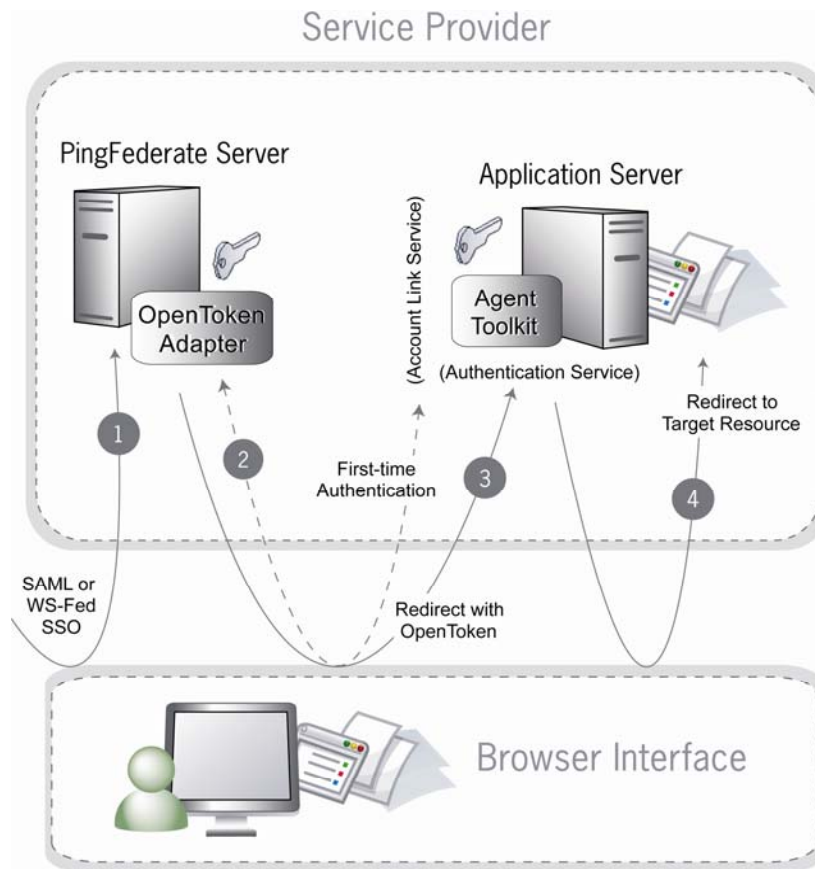 Service Provider
PingFederate Server
Application Server
OpenToken
Adapter
(Account Link Service)
Agent
Toolkit
(Authentication Service)
1
2
First-time
Authentication
3
Redirect to
Target Resource
4
SAML or
WS-Fed
SSO
Redirect with
OpenToken
Browser Interface